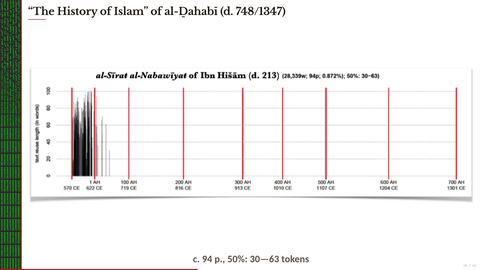 “The History of Islam” of al-Ḏahabī (d. 748/1347)
al-Sīrat al-Nabawīyat of Ibn Hišām (d. 213) (28,339w; 94p; 0.872%); 50%: 30–63)
text reuse length (in words)
100
80
60
40
20
0
1 AH 100 AH 200 AH 300 AH 400 AH 500 AH 600 AH 700 AH
570 CE 622 CE 719 CE 816 CE 913 CE 1010 CE 1107 CE 1204 CE 1301 CE
c. 94 p., 50%: 30—63 tokens